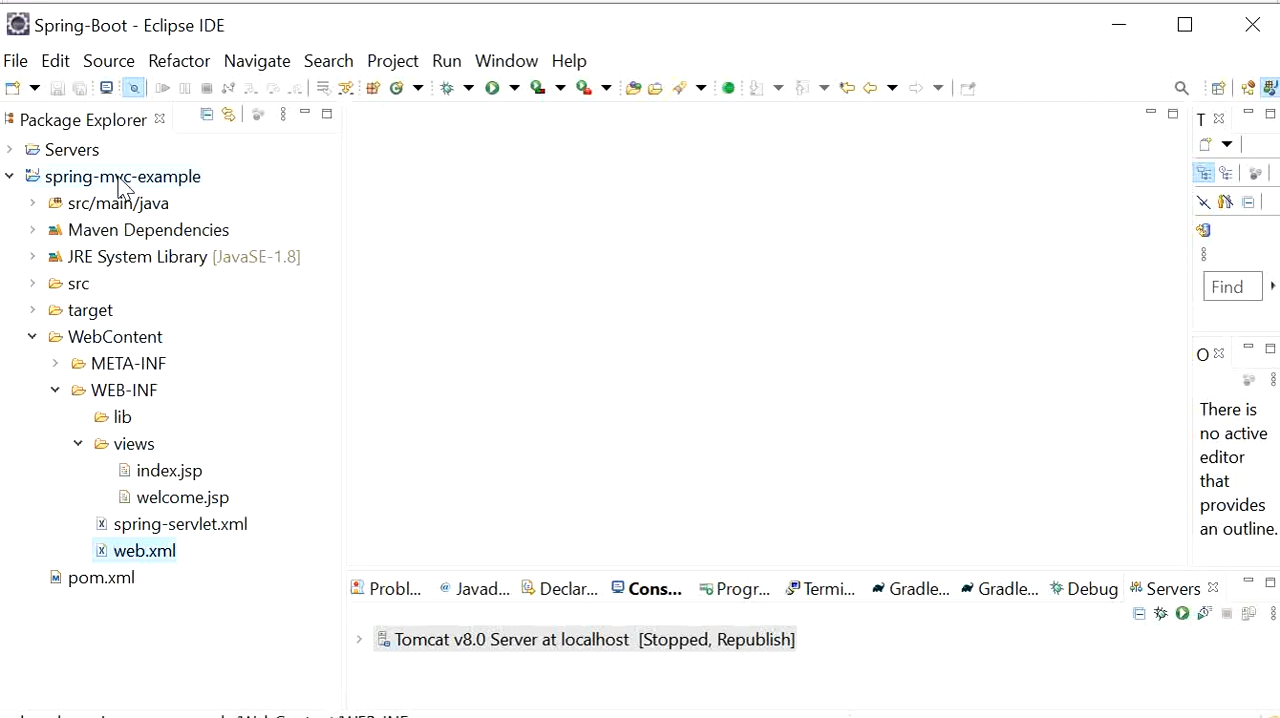 Spring-Boot - Eclipse IDE
File Edit Source Refactor Navigate Search Project Run Window Help
Package Explorer
Servers
spring-mvc-example
src/main/java
Maven Dependencies
JRE System Library [JavaSE-1.8]
src
target
WebContent
META-INF
WEB-INF
lib
views
index.jsp
welcome.jsp
spring-servlet.xml
web.xml
pom.xml
T
Find
O
There is
no active
editor
that
provides
an outline.
Probl... Javad... Declar... Cons... Progr... Termi... Gradle... Gradle... Debug Servers
Tomcat v8.0 Server at localhost [Stopped, Republish]